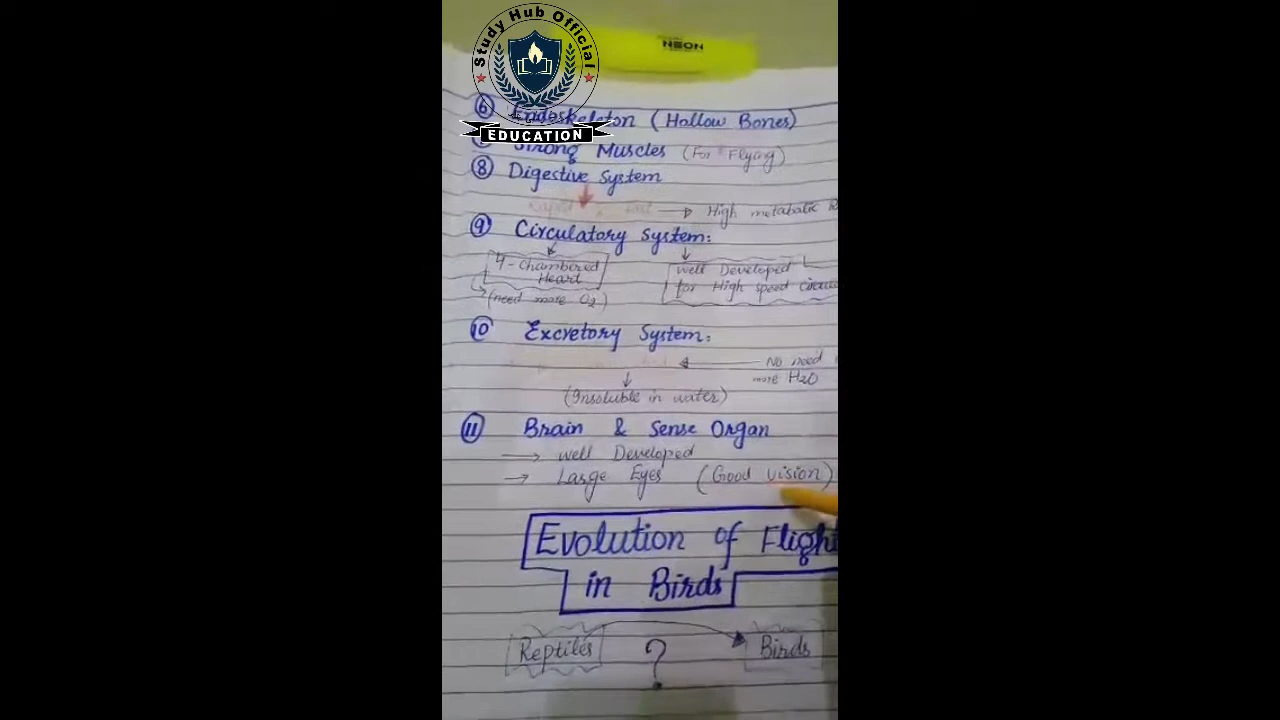 Study Hub Official
EDUCATION
NEON
⑥ Endoskeleton (Hollow Bones)
Strong Muscles (For Flying)
⑧ Digestive System
→ High metabolic
⑨ Circulatory System:
4-Chambered Heart
well Developed
for High speed
(need more O2)
⑩ Excretory System:
No need
more H2O
(Insoluble in water)
⑪ Brain & Sense Organ
→ well Developed
→ Large Eyes (Good vision)
Evolution of Flight
in Birds
Reptiles ? Birds